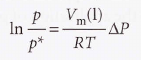 ln p/p* = V_m(l)/RT ΔP